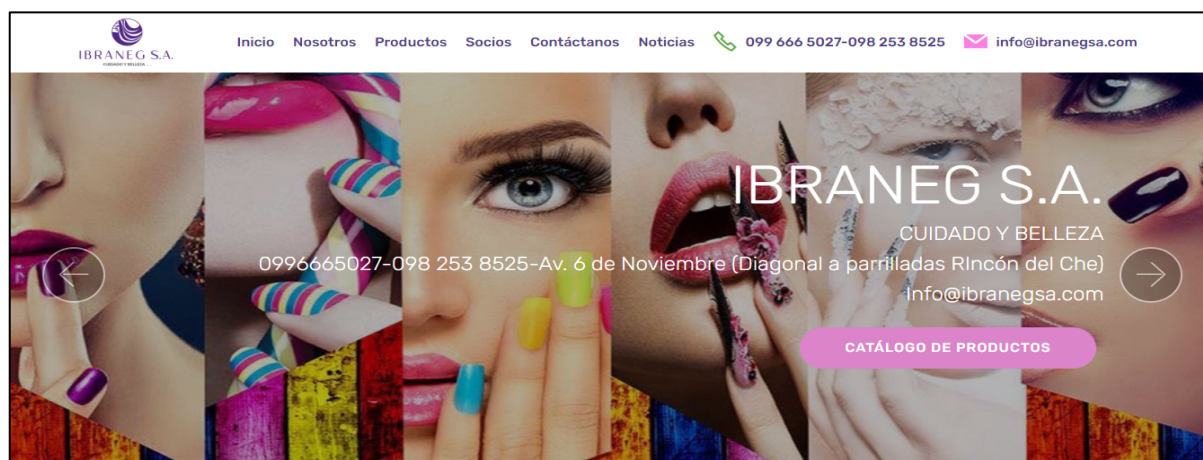 IBRANEG S.A.
CUIDADO Y BELLEZA
Inicio Nosotros Productos Socios Contáctanos Noticias 099 666 5027-098 253 8525 info@ibranegsa.com
IBRANEG S.A.
CUIDADO Y BELLEZA
0996665027-098 253 8525-Av. 6 de Noviembre (Diagonal a parrilladas RIncón del Che)
Info@ibranegsa.com
CATÁLOGO DE PRODUCTOS